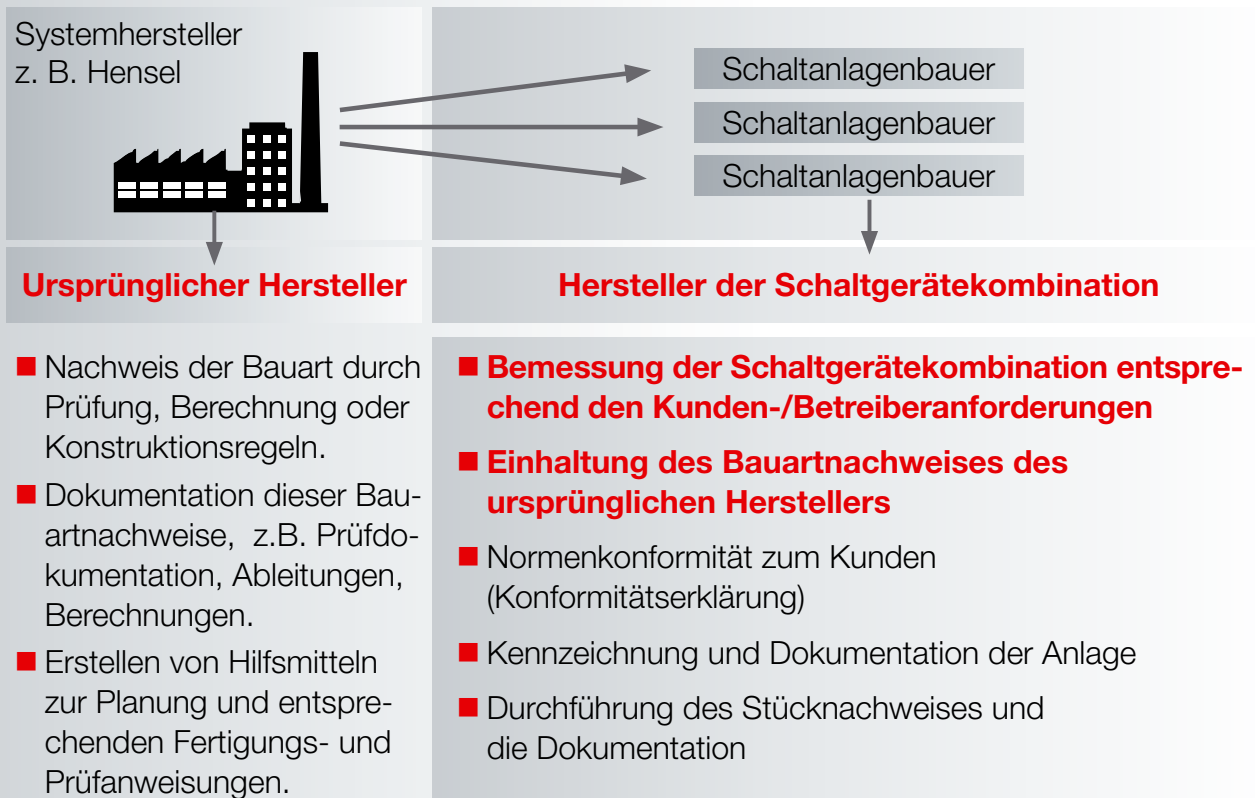 Systemhersteller
z. B. Hensel
Schaltanlagenbauer
Schaltanlagenbauer
Schaltanlagenbauer
Ursprünglicher Hersteller
Hersteller der Schaltgerätekombination
■ Nachweis der Bauart durch
Prüfung, Berechnung oder
Konstruktionsregeln.
■ Dokumentation dieser Bau-
artnachweise, z.B. Prüfdo-
kumentation, Ableitungen,
Berechnungen.
■ Erstellen von Hilfsmitteln
zur Planung und entspre-
chenden Fertigungs- und
Prüfanweisungen.
■ Bemessung der Schaltgerätekombination entspre-
chend den Kunden-/Betreiberanforderungen
■ Einhaltung des Bauartnachweises des
ursprünglichen Herstellers
■ Normenkonformität zum Kunden
(Konformitätserklärung)
■ Kennzeichnung und Dokumentation der Anlage
■ Durchführung des Stücknachweises und
die Dokumentation